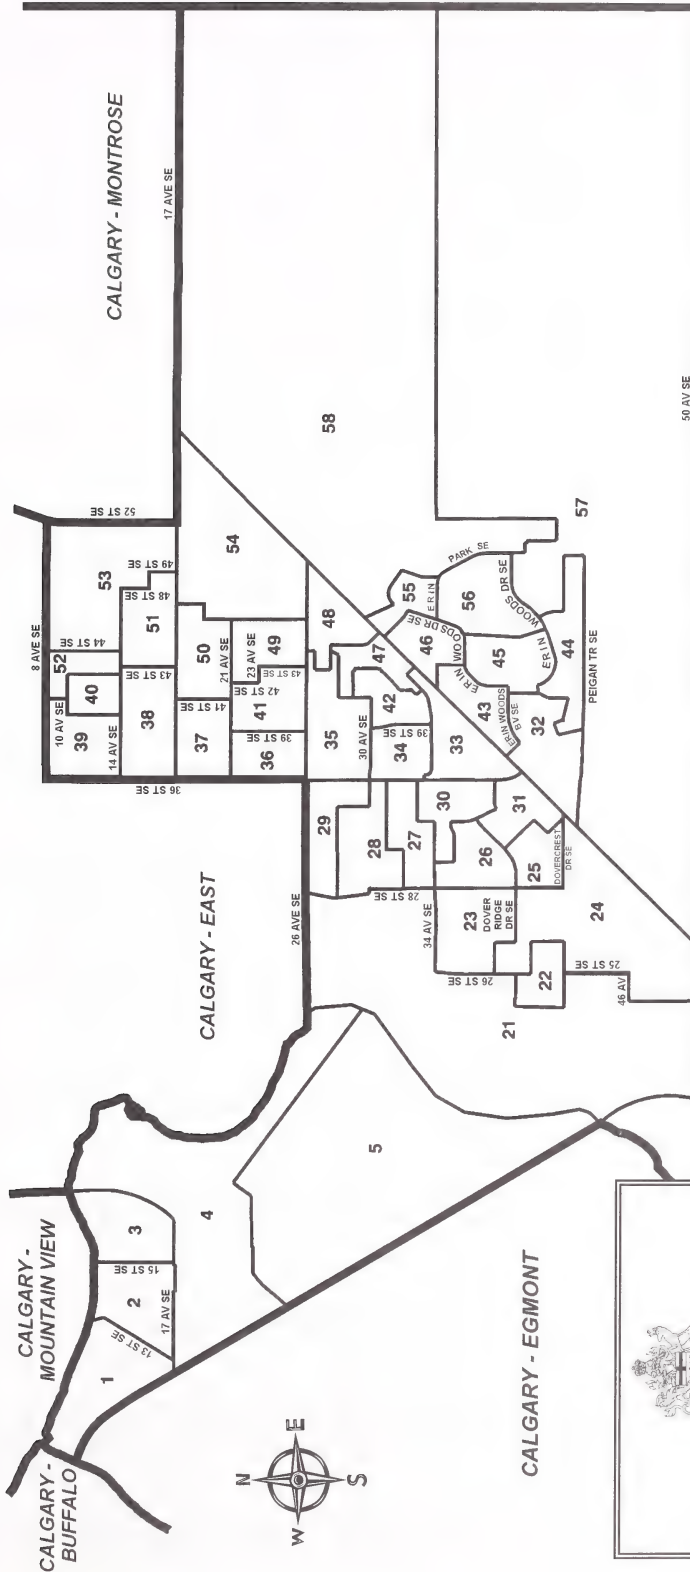 CALGARY -
BUFFALO
CALGARY -
MOUNTAIN VIEW
1
2
3
13 ST SE
15 ST SE
17 AV SE
4
5
N
W
E
S
CALGARY - EGMONT
CALGARY - EAST
CALGARY - MONTROSE
8 AVE SE
17 AVE SE
26 AVE SE
36 ST SE
52 ST SE
10 AV SE
14 AV SE
39
40
52
44 ST SE
53
38
43 ST SE
51
48 ST SE
49 ST SE
37
41 ST SE
50
21 AV SE
54
36
39 ST SE
41
42 ST SE
23 AV SE
43 ST SE
49
58
29
35
48
28
30 AV SE
47
28 ST SE
27
34
39 ST SE
42
55
34 AV SE
30
33
46
ERIN
WOODS DR SE
PARK SE
23
DOVER
RIDGE
DR SE
26
43
ERIN
45
56
26 ST SE
31
ERIN WOODS
BV SE
WOODS
DR SE
21
22
25
DOVERCREST
DR SE
32
ERIN
44
57
25 ST SE
24
PEIGAN TR SE
46 AV
50 AV SE